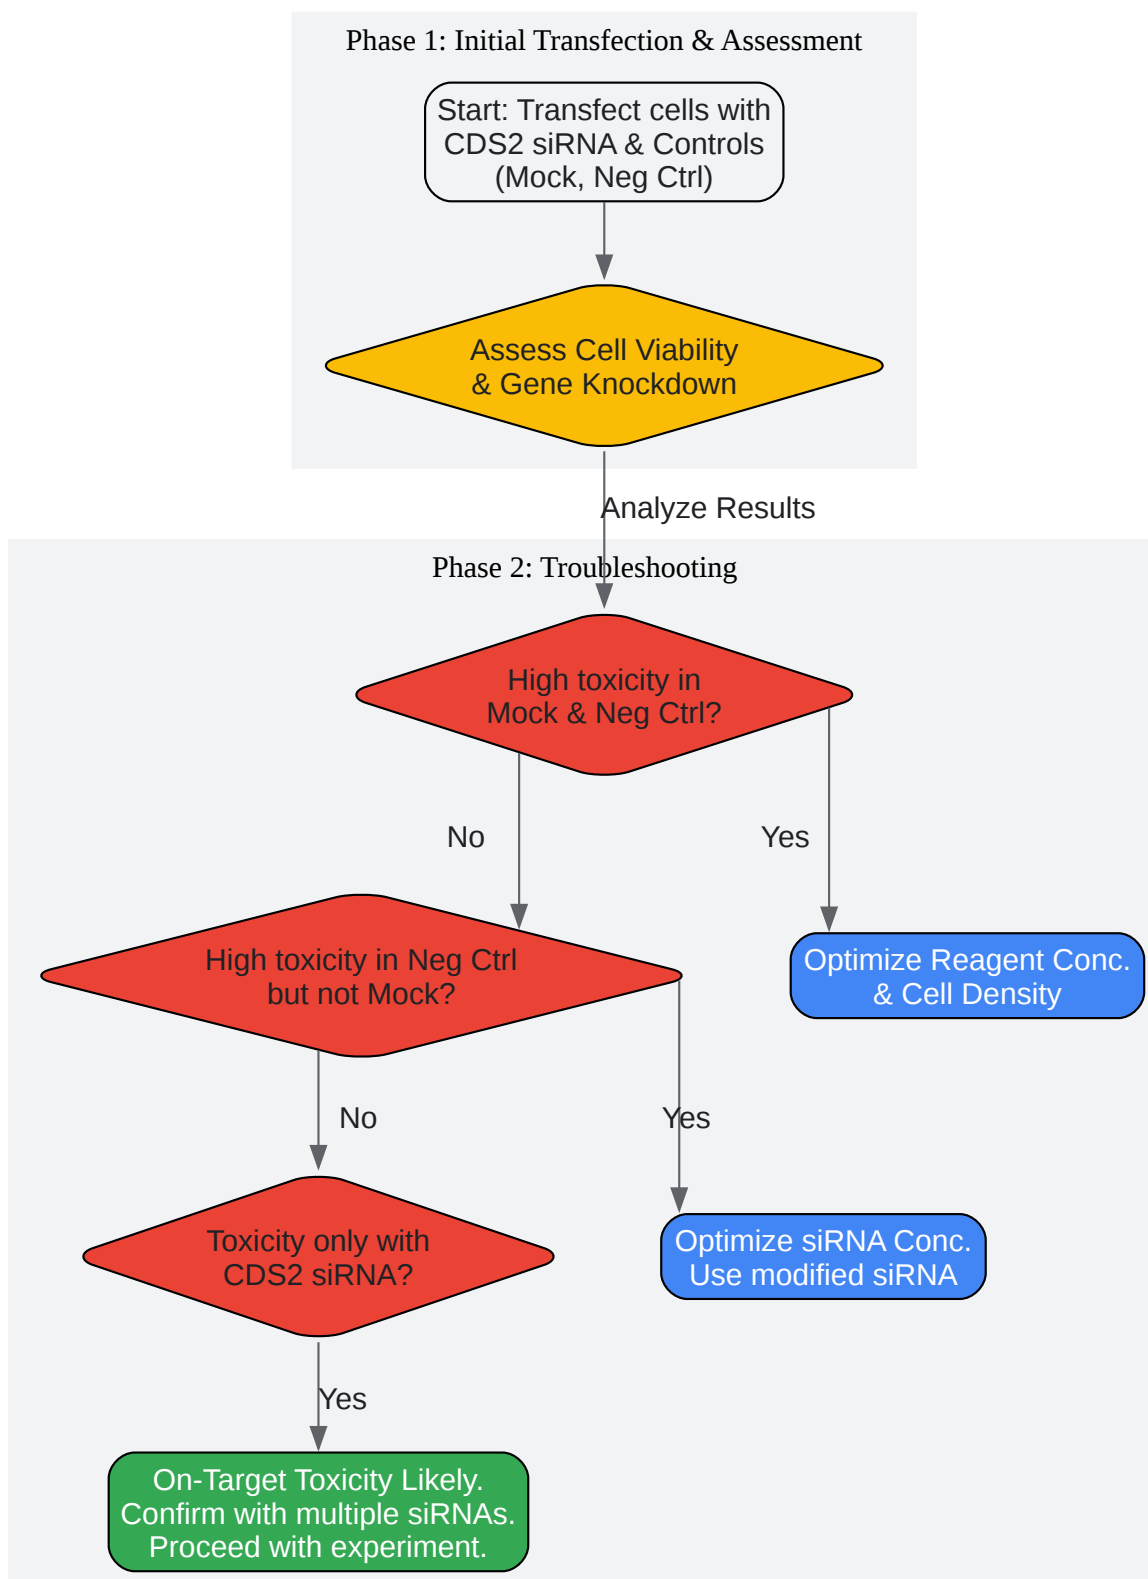 Phase 1: Initial Transfection & Assessment
Start: Transfect cells with
CDS2 siRNA & Controls
(Mock, Neg Ctrl)
Assess Cell Viability
& Gene Knockdown
Analyze Results
Phase 2: Troubleshooting
High toxicity in
Mock & Neg Ctrl?
No
Yes
High toxicity in Neg Ctrl
but not Mock?
Optimize Reagent Conc.
& Cell Density
No
Yes
Toxicity only with
CDS2 siRNA?
Optimize siRNA Conc.
Use modified siRNA
Yes
On-Target Toxicity Likely.
Confirm with multiple siRNAs.
Proceed with experiment.